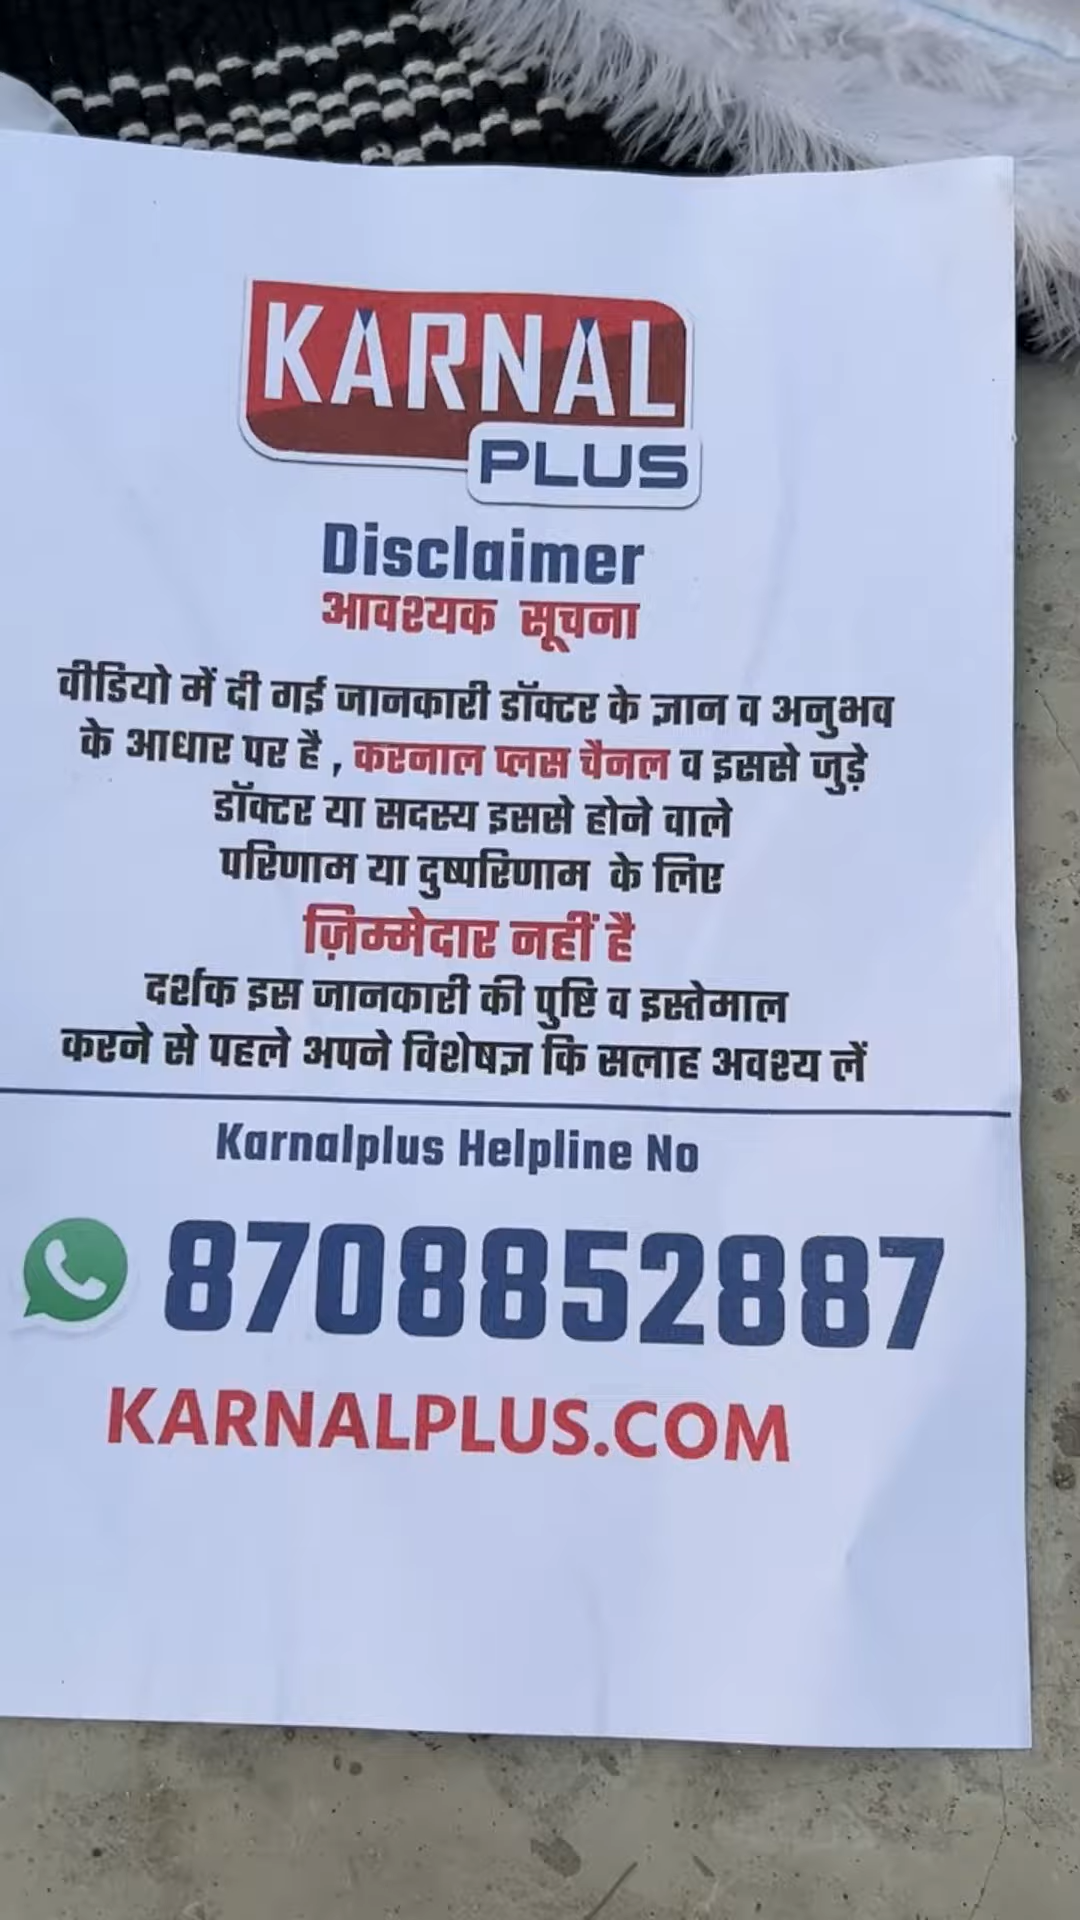 KARNAL
PLUS
Disclaimer
आवश्यक सूचना
वीडियो में दी गई जानकारी डॉक्टर के ज्ञान व अनुभव
के आधार पर है , करनाल प्लस चैनल व इससे जुड़े
डॉक्टर या सदस्य इससे होने वाले
परिणाम या दुष्परिणाम के लिए
ज़िम्मेदार नहीं है
दर्शक इस जानकारी की पुष्टि व इस्तेमाल
करने से पहले अपने विशेषज्ञ कि सलाह अवश्य लें
Karnalplus Helpline No
8708852887
KARNALPLUS.COM